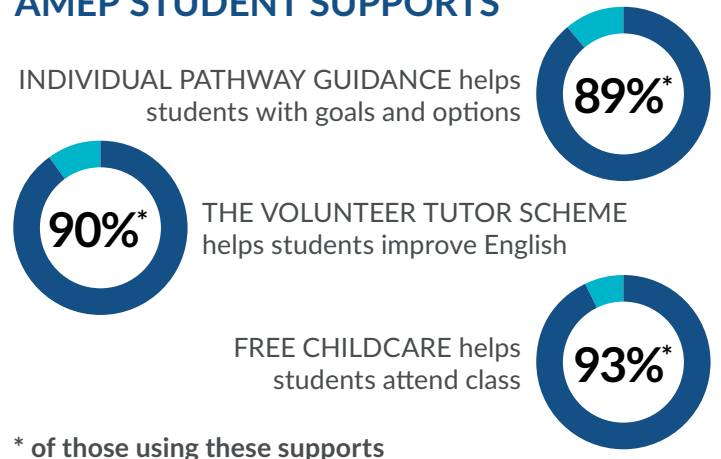 AMEP STUDENT SUPPORTS
INDIVIDUAL PATHWAY GUIDANCE helps
students with goals and options
89%*
90%*
THE VOLUNTEER TUTOR SCHEME
helps students improve English
FREE CHILDCARE helps
students attend class
93%*
* of those using these supports